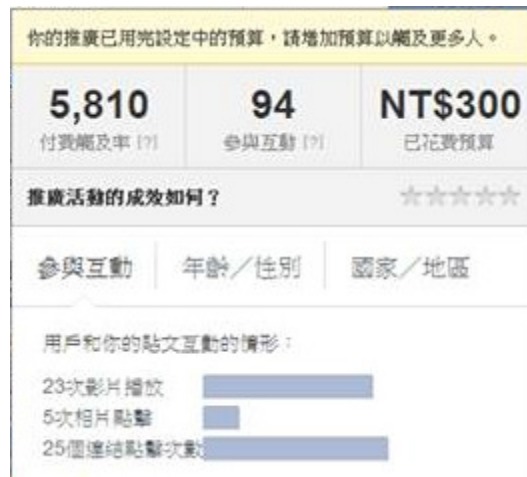 你的推廣已用完設定中的預算，請增加預算以觸及更多人。
5,810 94 NT$300
付費觸及率 [?] 參與互動 [?] 已花費預算
推廣活動的成效如何？
參與互動 年齡／性別 國家／地區
用戶和你的貼文互動的情形：
23次影片播放
5次相片點擊
25個連結點擊次數